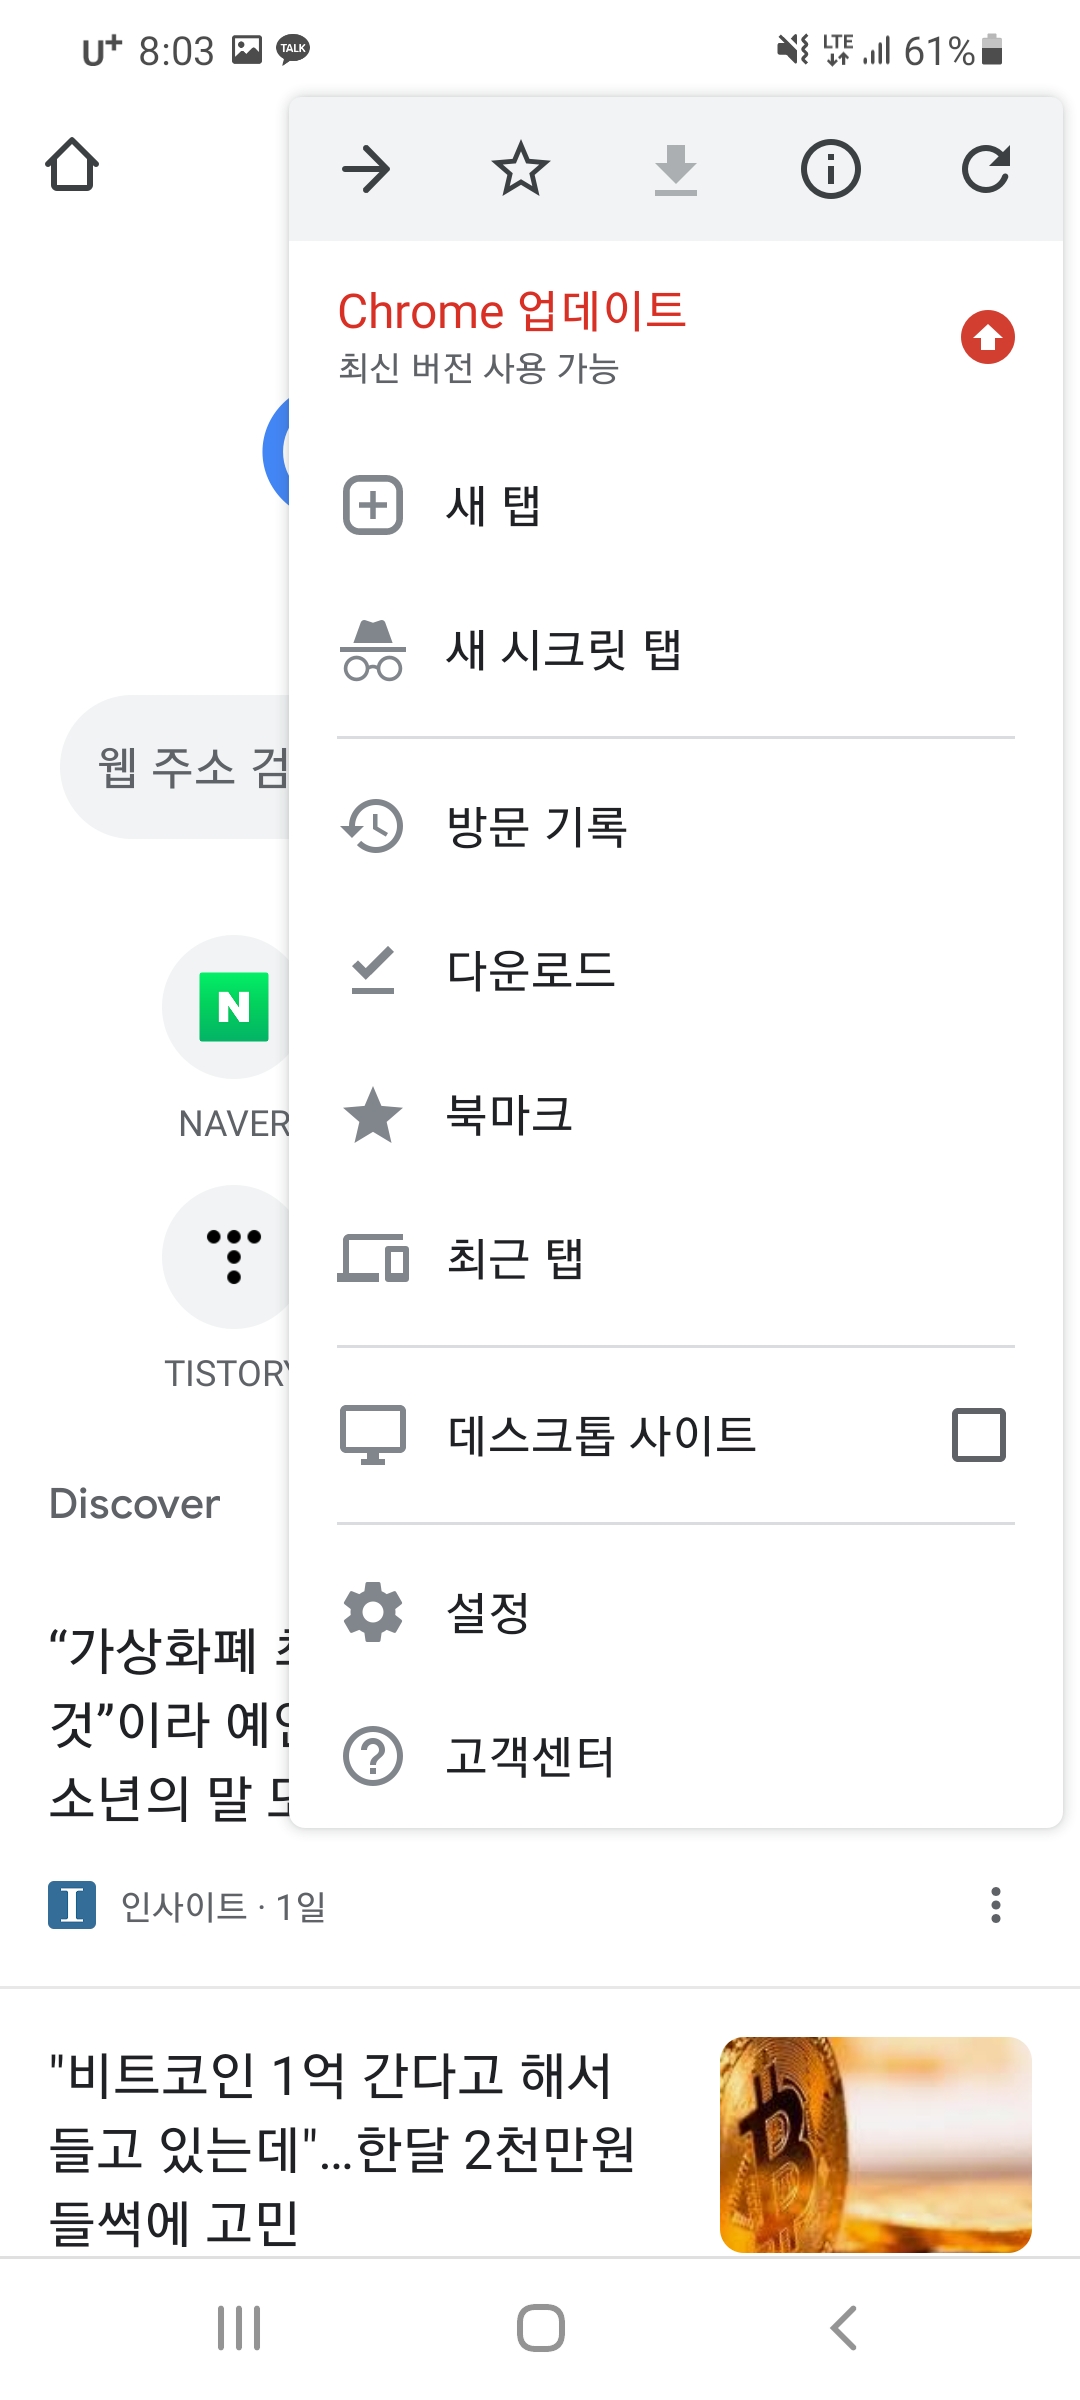 U+ 8:03 TALK LTE 61%
Chrome 업데이트
최신 버전 사용 가능
새 탭
새 시크릿 탭
웹 주소 검
방문 기록
다운로드
N
NAVER
북마크
최근 탭
TISTORY
데스크톱 사이트
Discover
설정
“가상화폐
것”이라
소년의 말
고객센터
인사이트 · 1일
"비트코인 1억 간다고 해서
들고 있는데"...한달 2천만원
들썩에 고민